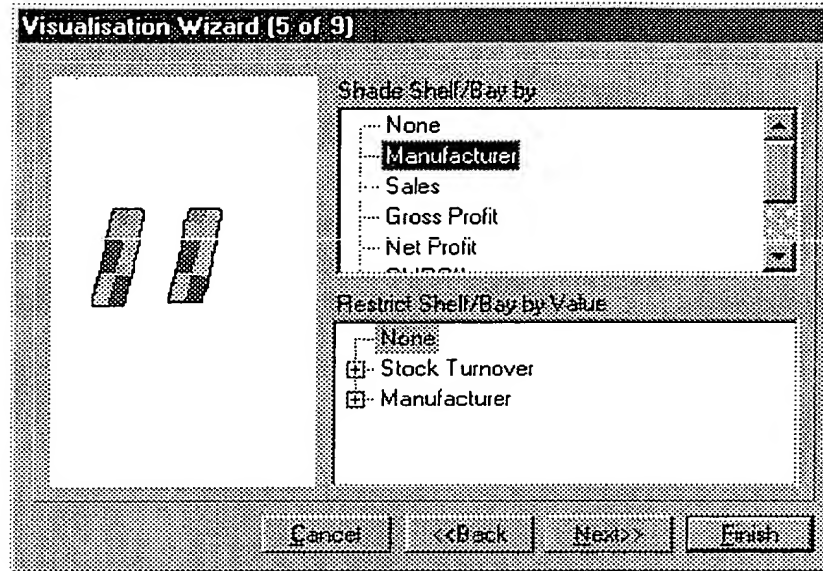 Visualisation Wizard (5 of 9)
Shade Shelf/Bay by
None
Manufacturer
Sales
Gross Profit
Net Profit
Restrict Shelf/Bay by Value
None
Stock Turnover
Manufacturer
Cancel <<Back Next>> Finish